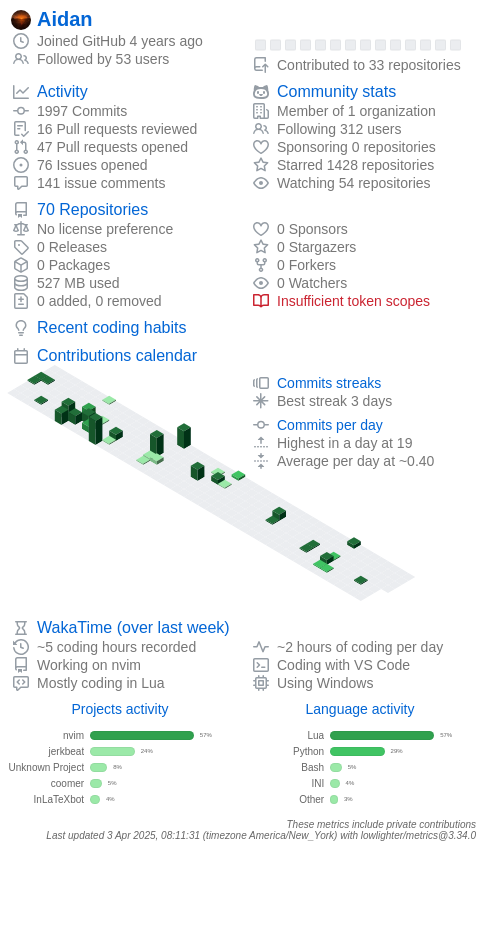 Aidan
Joined GitHub 4 years ago
Followed by 53 users
Contributed to 33 repositories
Activity
1997 Commits
16 Pull requests reviewed
47 Pull requests opened
76 Issues opened
141 issue comments
Community stats
Member of 1 organization
Following 312 users
Sponsoring 0 repositories
Starred 1428 repositories
Watching 54 repositories
70 Repositories
No license preference
0 Releases
0 Packages
527 MB used
0 added, 0 removed
0 Sponsors
0 Stargazers
0 Forkers
0 Watchers
Insufficient token scopes
Recent coding habits
Contributions calendar
Commits streaks
Best streak 3 days
Commits per day
Highest in a day at 19
Average per day at ~0.40
WakaTime (over last week)
~5 coding hours recorded
Working on nvim
Mostly coding in Lua
~2 hours of coding per day
Coding with VS Code
Using Windows
Projects activity
nvim 57%
jerkbeat 24%
Unknown Project 8%
coomer 5%
InLaTeXbot 4%
Language activity
Lua 57%
Python 29%
Bash 5%
INI 4%
Other 3%
These metrics include private contributions
Last updated 3 Apr 2025, 08:11:31 (timezone America/New_York) with lowlighter/metrics@3.34.0